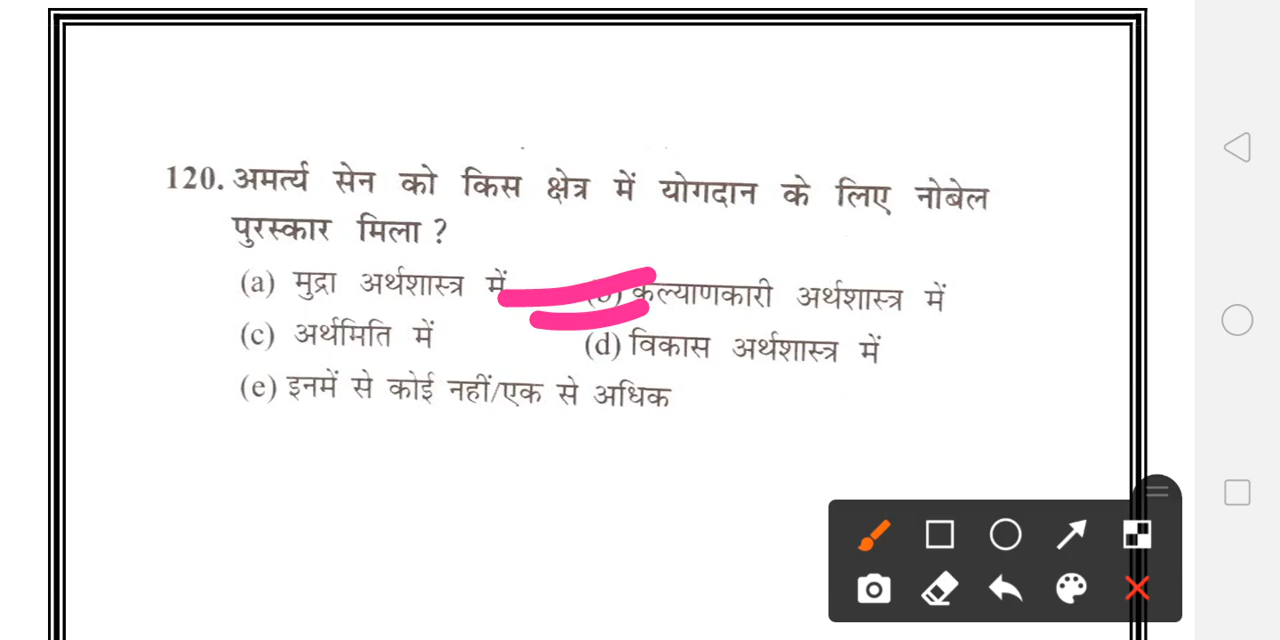 120. अमर्त्य सेन को किस क्षेत्र में योगदान के लिए नोबेल
पुरस्कार मिला ?
(a) मुद्रा अर्थशास्त्र में (b) कल्याणकारी अर्थशास्त्र में
(c) अर्थमिति में (d) विकास अर्थशास्त्र में
(e) इनमें से कोई नहीं/एक से अधिक